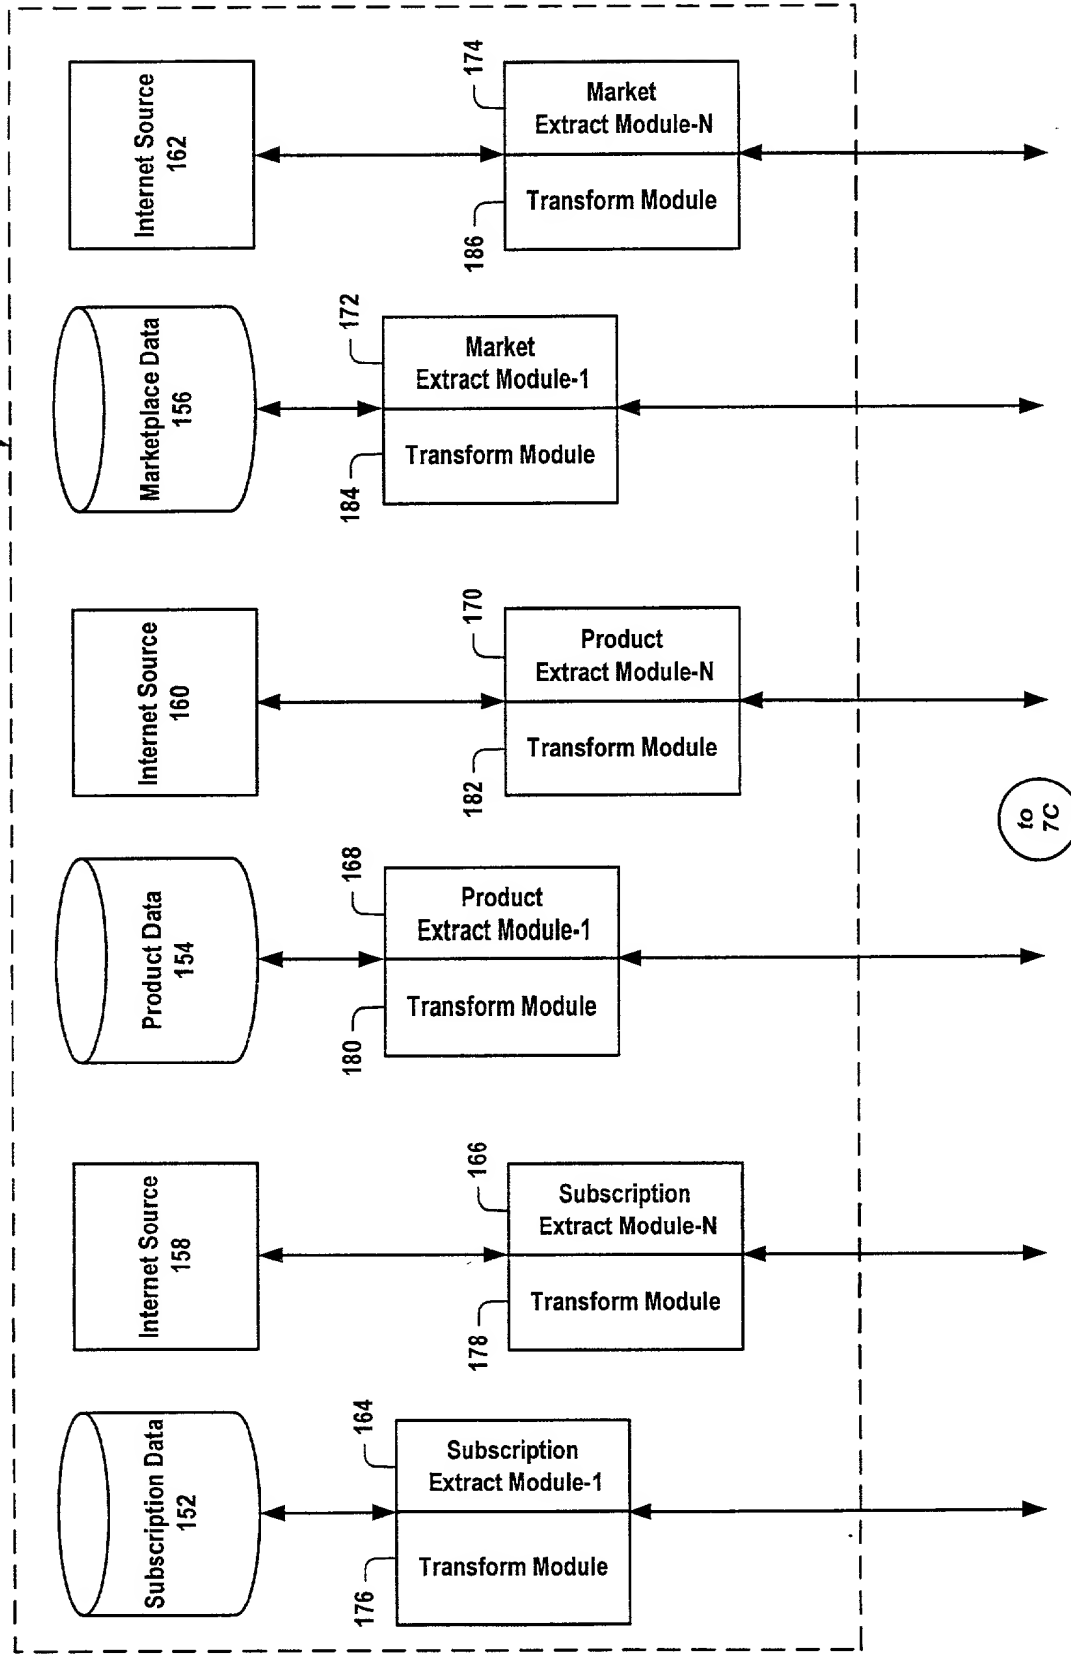 Internet Source
162
174
Market
Extract Module-N
Transform Module
186
Marketplace Data
156
172
Market
Extract Module-1
Transform Module
184
Internet Source
160
170
Product
Extract Module-N
Transform Module
182
Product Data
154
168
Product
Extract Module-1
Transform Module
180
to
7C
Internet Source
158
166
Subscription
Extract Module-N
Transform Module
178
Subscription Data
152
164
Subscription
Extract Module-1
Transform Module
176